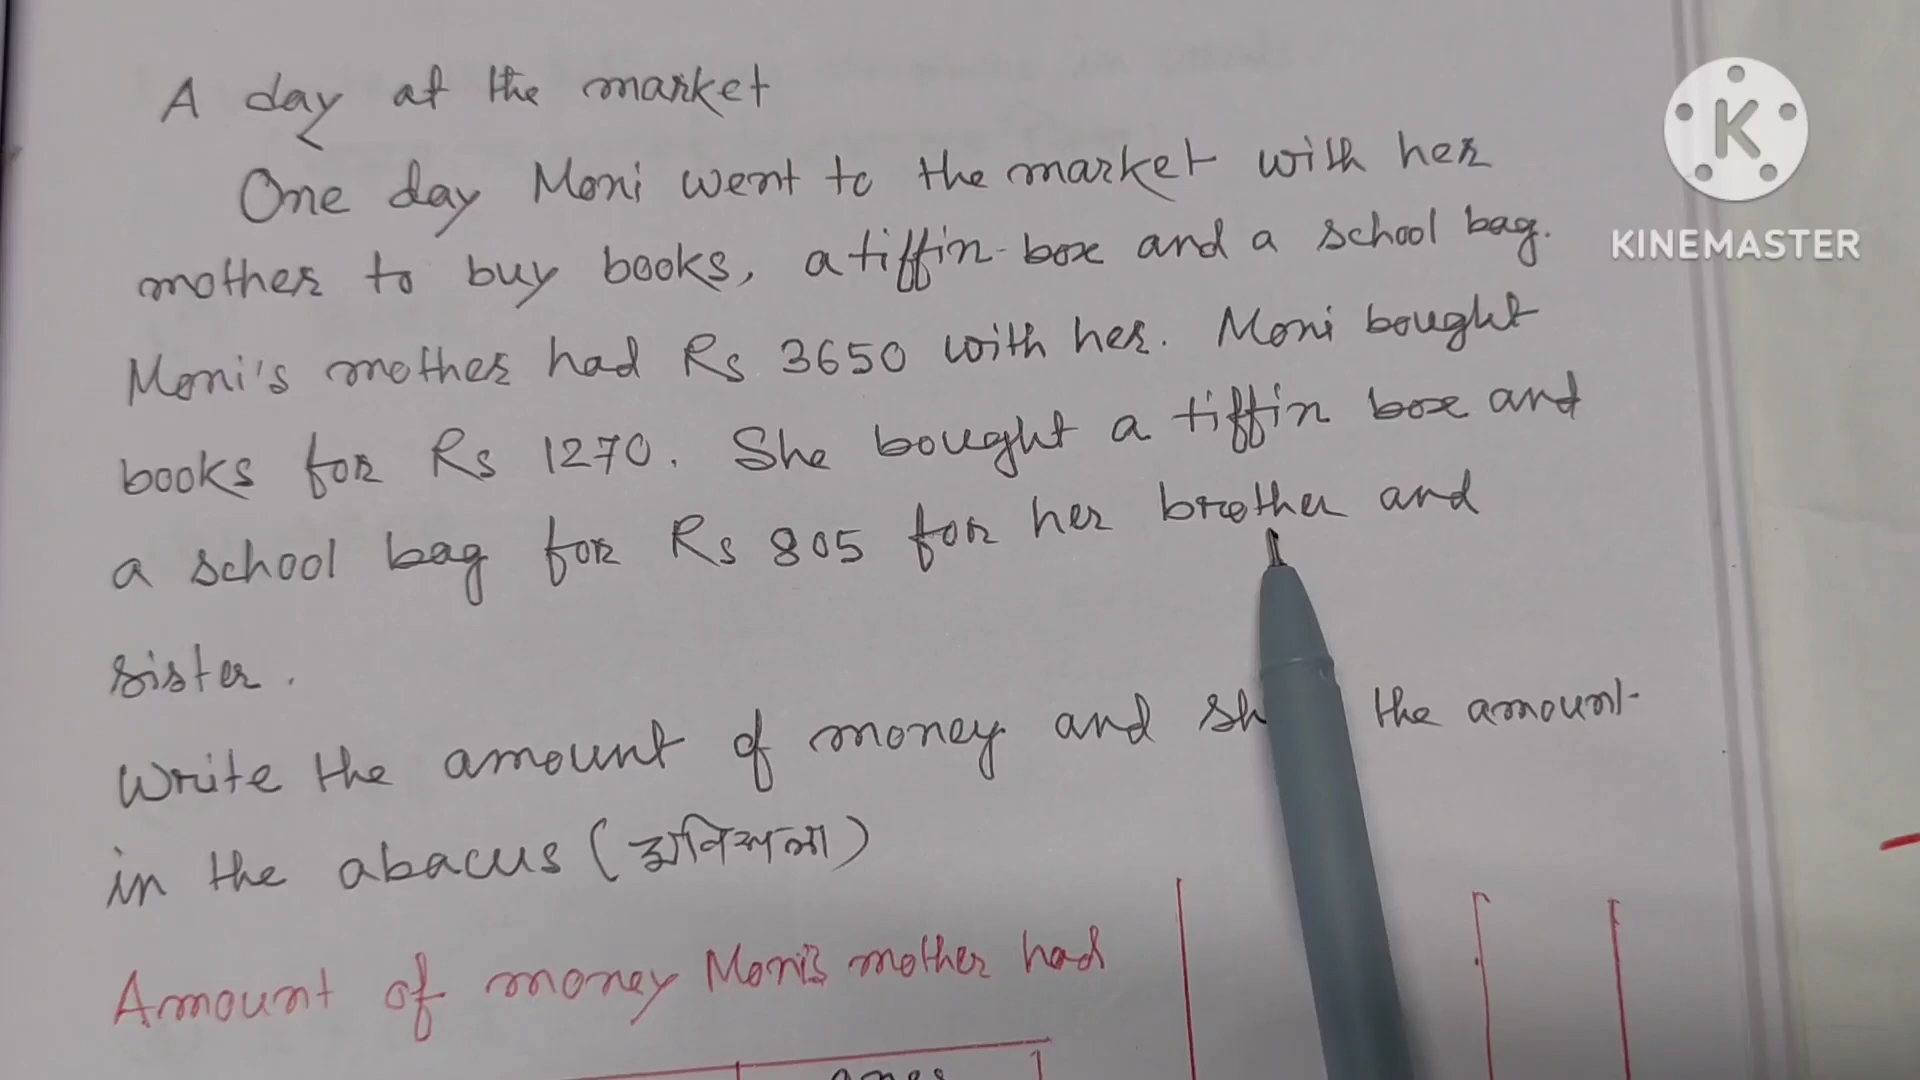 A day at the market
One day Moni went to the market with her
mother to buy books, a tiffin-box and a school bag.
Moni's mother had Rs 3650 with her. Moni bought
books for Rs 1270. She bought a tiffin box and
a school bag for Rs 805 for her brother and
sister.
Write the amount of money and sh the amount
in the abacus
Amount of money Moni's mother had
ones
K
KINEMASTER